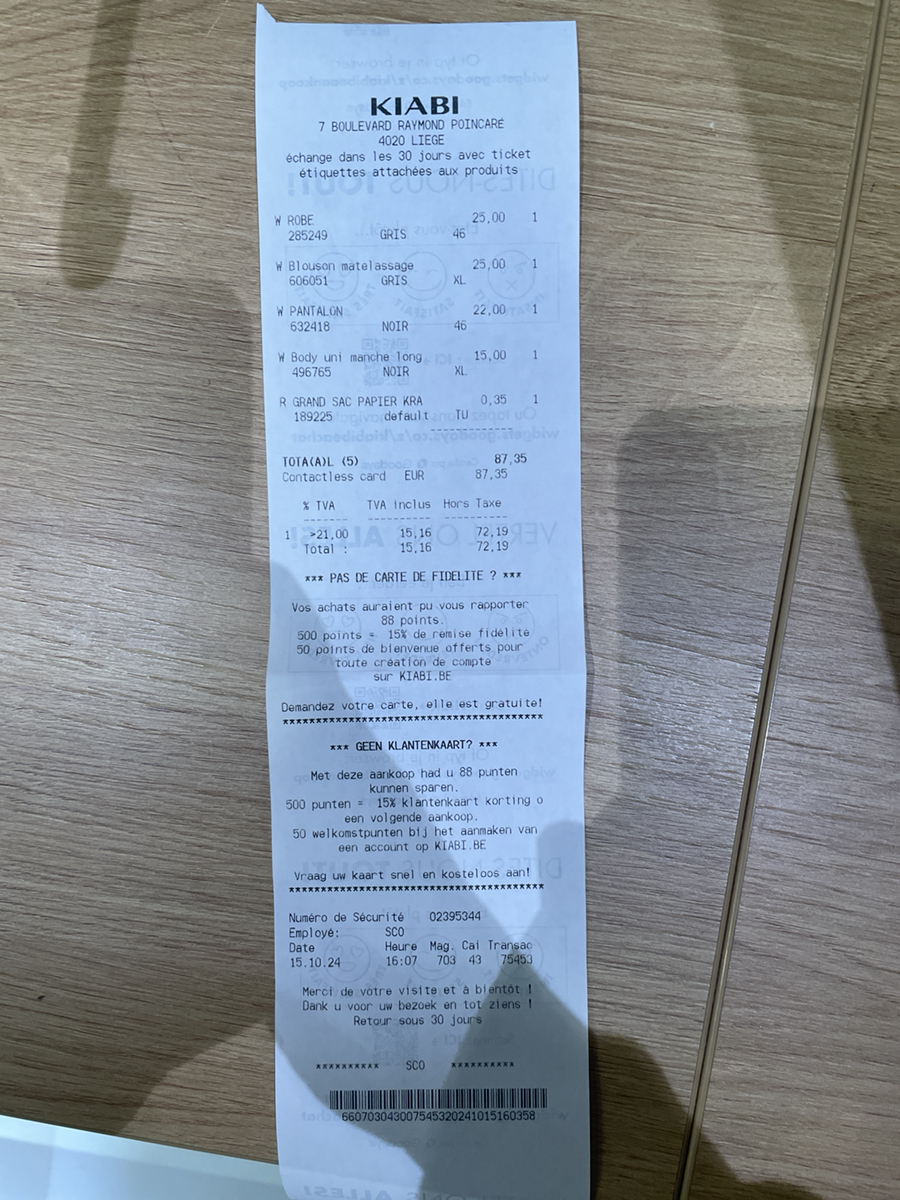 KIABI
7 BOULEVARD RAYMOND POINCARE
4020 LIEGE
échange dans les 30 jours avec ticket
étiquettes attachées aux produits
W ROBE 25,00 1
285249 GRIS 46
W Blouson matelassage 25,00 1
606051 GRIS XL
W PANTALON 22,00 1
632418 NOIR 46
W Body uni manche long 15,00 1
496765 NOIR XL
R GRAND SAC PAPIER KRA 0,35 1
189225 default TU
TOTA(A)L (5) 87,35
Contactless card EUR 87,35
% TVA TVA inclus Hors Taxe
1 >21,00 15,16 72,19
Total : 15,16 72,19
*** PAS DE CARTE DE FIDELITE ? ***
Vos achats auraient pu vous rapporter
88 points.
500 points = 15% de remise fidélité
50 points de bienvenue offerts pour
toute création de compte
sur KIABI.BE
Demandez votre carte, elle est gratuite!
****************************************
*** GEEN KLANTENKAART? ***
Met deze aankoop had u 88 punten
kunnen sparen.
500 punten = 15% klantenkaart korting o
een volgende aankoop.
50 welkomstpunten bij het aanmaken van
een account op KIABI.BE
Vraag uw kaart snel en kosteloos aan!
****************************************
Numéro de Sécurité 02395344
Employé: SCO
Date Heure Mag. Cai Transac
15.10.24 16:07 703 43 75453
Merci de votre visite et à bientôt !
Dank u voor uw bezoek en tot ziens !
Retour sous 30 jours
********** SCO **********
660703043007545320241015160358